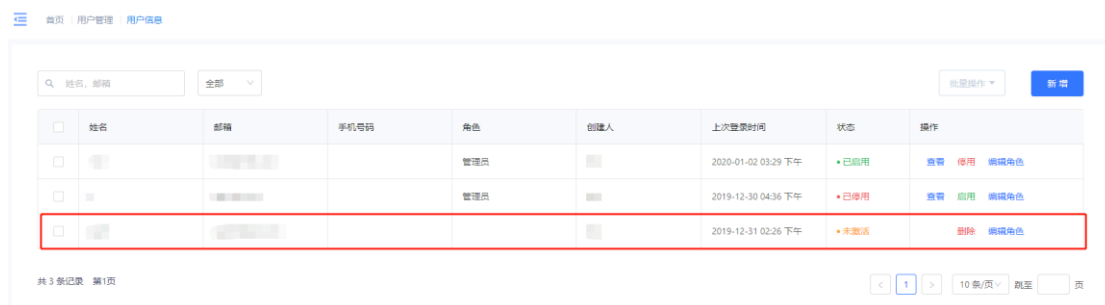 首页 用户管理 用户信息
姓名，邮箱 全部 批量操作 新 增
姓名 邮箱 手机号码 角色 创建人 上次登录时间 状态 操作
管理员 2020-01-02 03:29 下午 已启用 查看 停用 编辑角色
管理员 2019-12-30 04:36 下午 已停用 查看 启用 编辑角色
2019-12-31 02:26 下午 未激活 删除 编辑角色
共 3 条记录 第1页 < 1 > 10 条/页 跳至 页